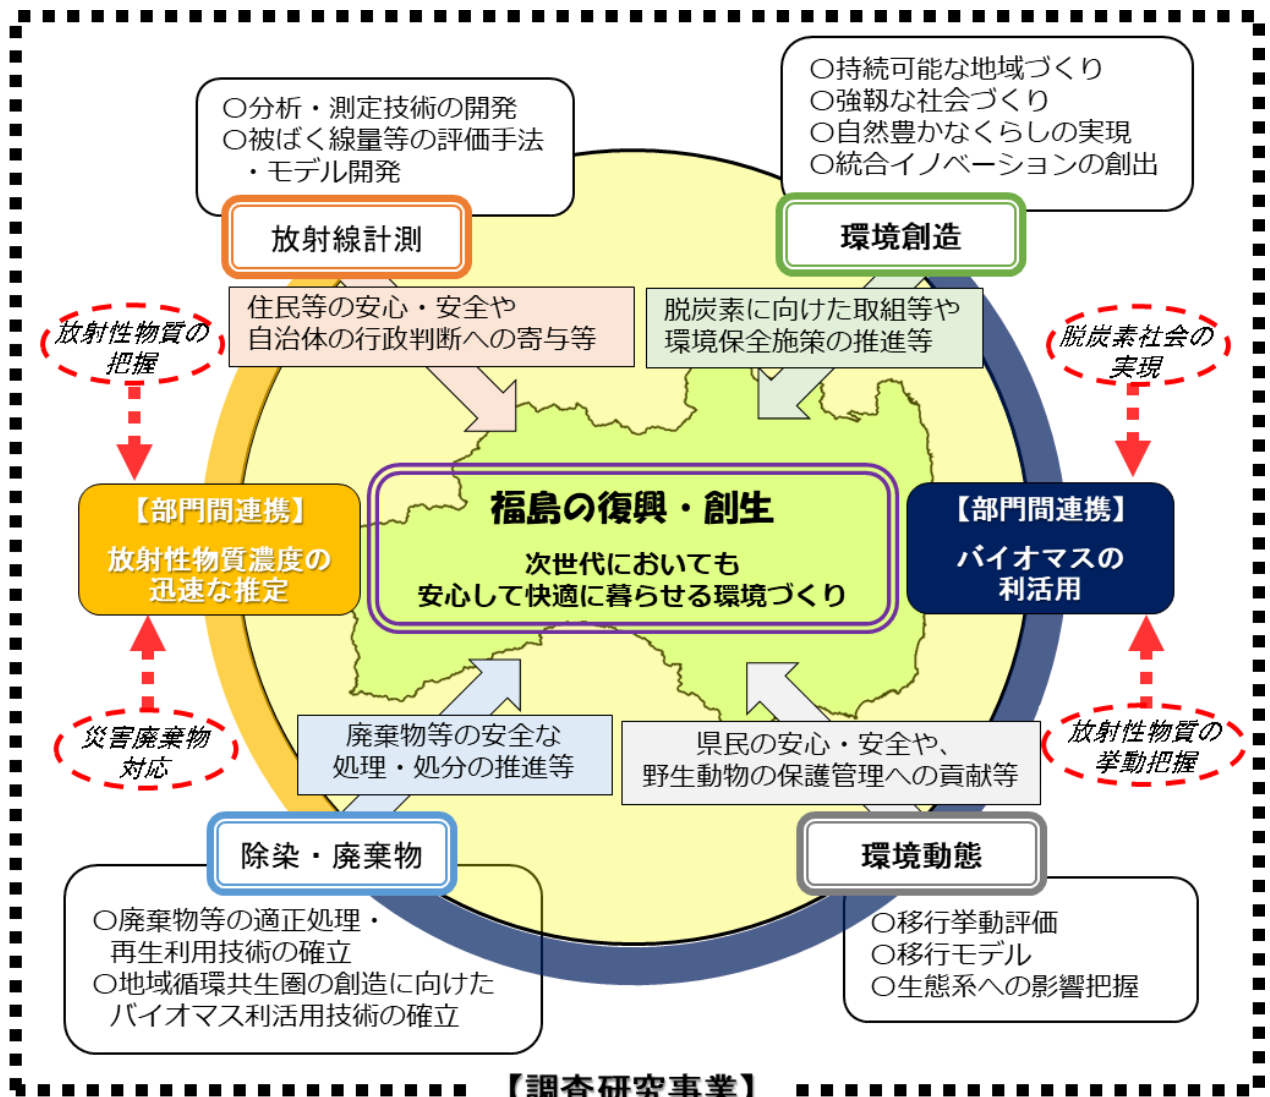 〇分析・測定技術の開発
〇被ばく線量等の評価手法
・モデル開発
放射線計測
〇持続可能な地域づくり
〇強靱な社会づくり
〇自然豊かなくらしの実現
〇統合イノベーションの創出
環境創造
住民等の安心・安全や
自治体の行政判断への寄与等
脱炭素に向けた取組等や
環境保全施策の推進等
放射性物質の
把握
脱炭素社会の
実現
【部門間連携】
放射性物質濃度の
迅速な推定
福島の復興・創生
次世代においても
安心して快適に暮らせる環境づくり
【部門間連携】
バイオマスの
利活用
災害廃棄物
対応
放射性物質の
挙動把握
廃棄物等の安全な
処理・処分の推進等
県民の安心・安全や、
野生動物の保護管理への貢献等
除染・廃棄物
〇廃棄物等の適正処理・
再生利用技術の確立
〇地域循環共生圏の創造に向けた
バイオマス利活用技術の確立
環境動態
〇移行挙動評価
〇移行モデル
〇生態系への影響把握
【調査研究事業】